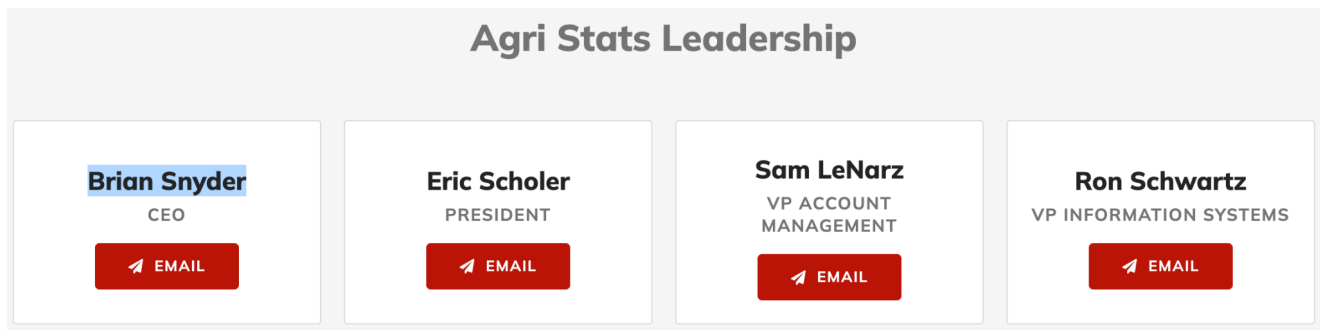 Agri Stats Leadership
Brian Snyder
CEO
EMAIL
Eric Scholer
PRESIDENT
EMAIL
Sam LeNarz
VP ACCOUNT
MANAGEMENT
EMAIL
Ron Schwartz
VP INFORMATION SYSTEMS
EMAIL